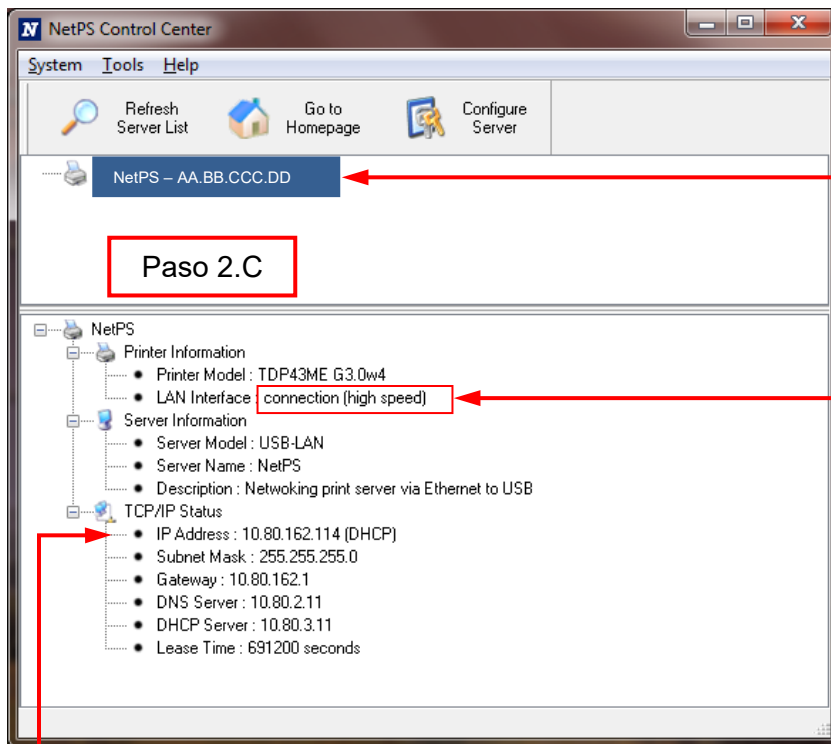 NetPS Control Center
System Tools Help
Refresh
Server List
Go to
Homepage
Configure
Server
NetPS – AA.BB.CCC.DD
Paso 2.C
NetPS
Printer Information
Printer Model : TDP43ME G3.0w4
LAN Interface : connection (high speed)
Server Information
Server Model : USB-LAN
Server Name : NetPS
Description : Netwoking print server via Ethernet to USB
TCP/IP Status
IP Address : 10.80.162.114 (DHCP)
Subnet Mask : 255.255.255.0
Gateway : 10.80.162.1
DNS Server : 10.80.2.11
DHCP Server : 10.80.3.11
Lease Time : 691200 seconds